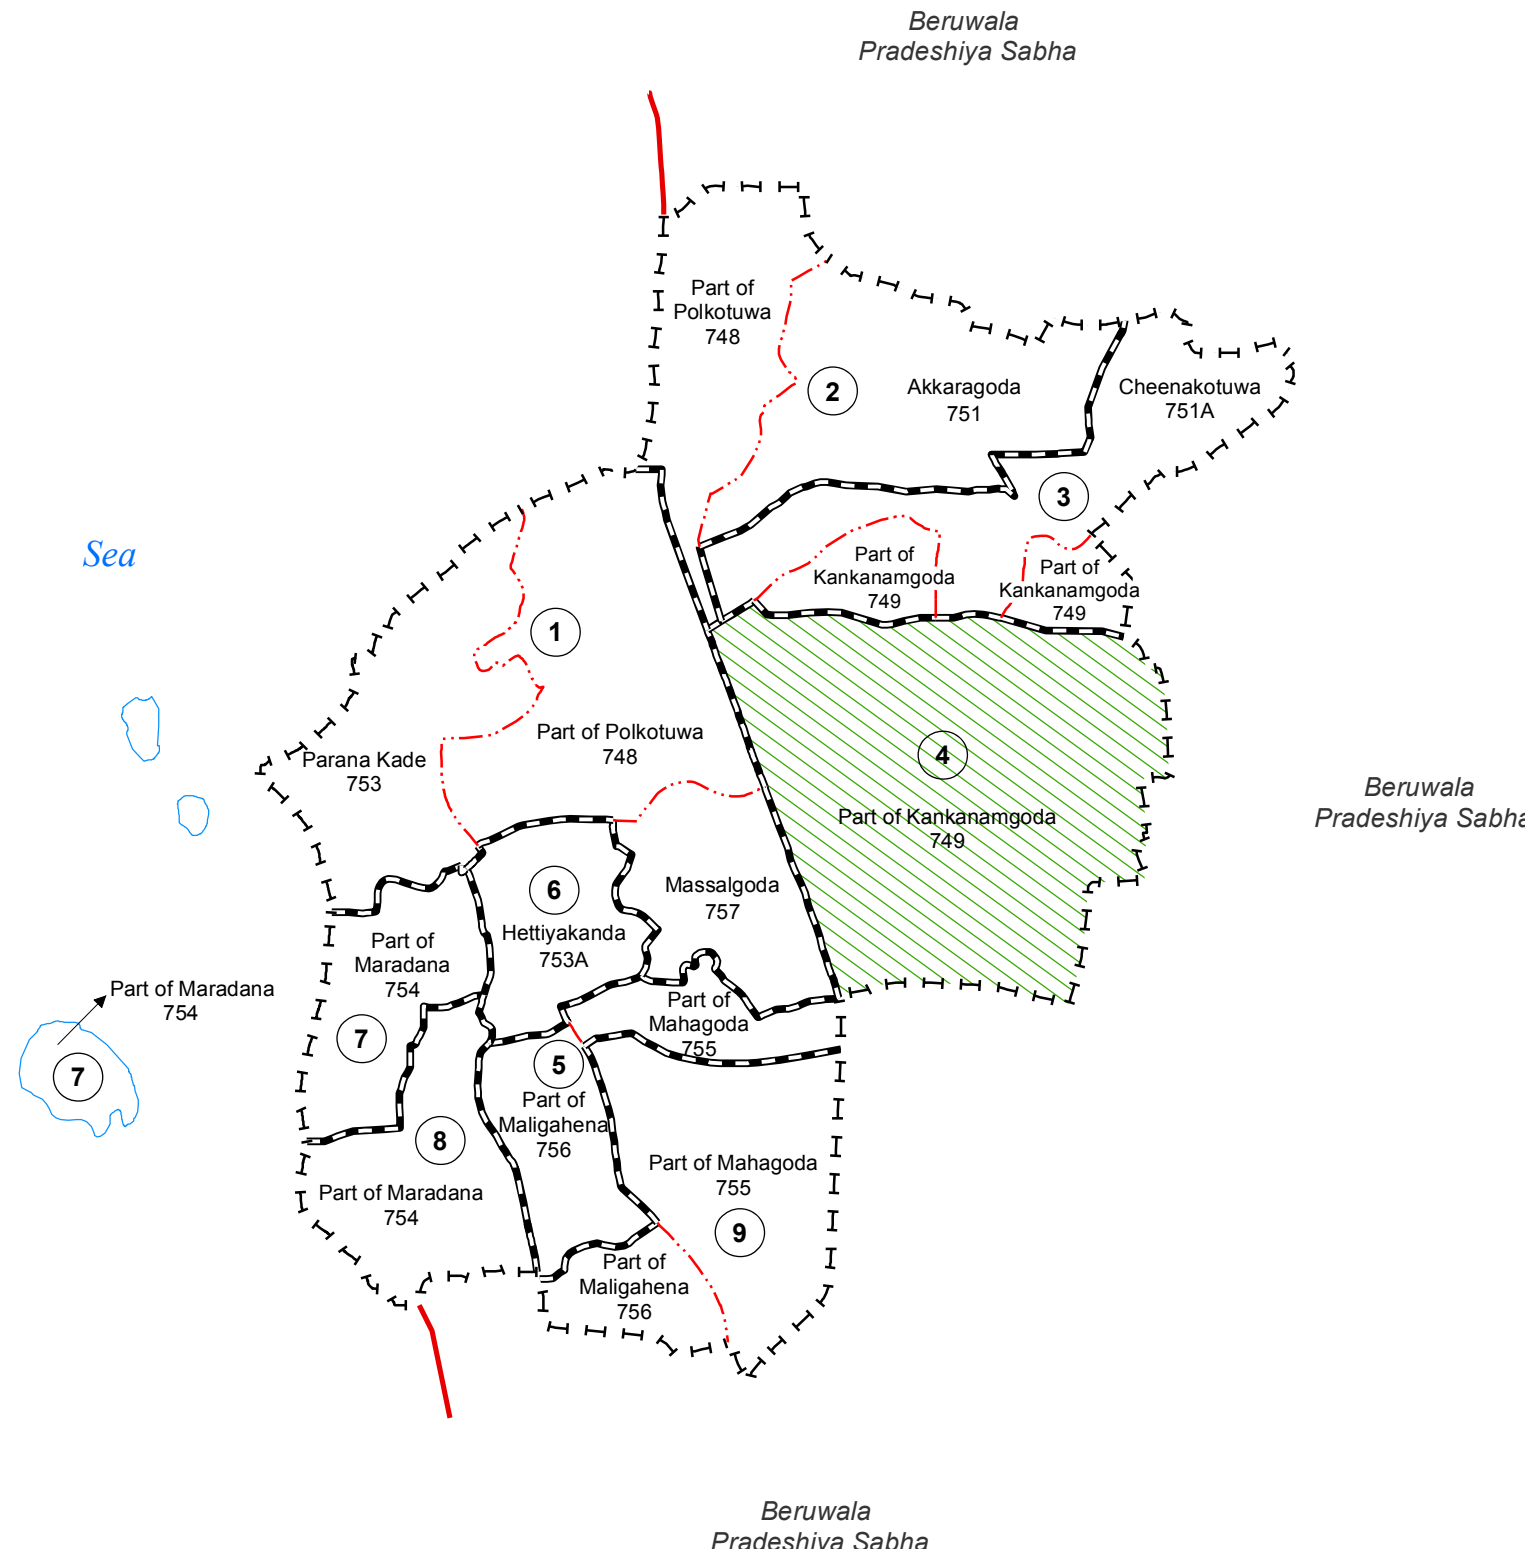 Beruwala
Pradeshiya Sabha
Part of
Polkotuwa
748
2
Akkaragoda
751
Cheenakotuwa
751A
3
Sea
Part of
Kankanamgoda
749
Part of
Kankanamgoda
749
1
Part of Polkotuwa
748
Parana Kade
753
4
Part of Kankanamgoda
749
Beruwala
Pradeshiya Sabha
6
Hettiyakanda
753A
Massalgoda
757
Part of
Maradana
754
Part of Maradana
754
7
7
Part of
Mahagoda
755
5
Part of
Maligahena
756
8
Part of Maradana
754
Part of Mahagoda
755
9
Part of
Maligahena
756
Beruwala
Pradeshiya Sabha